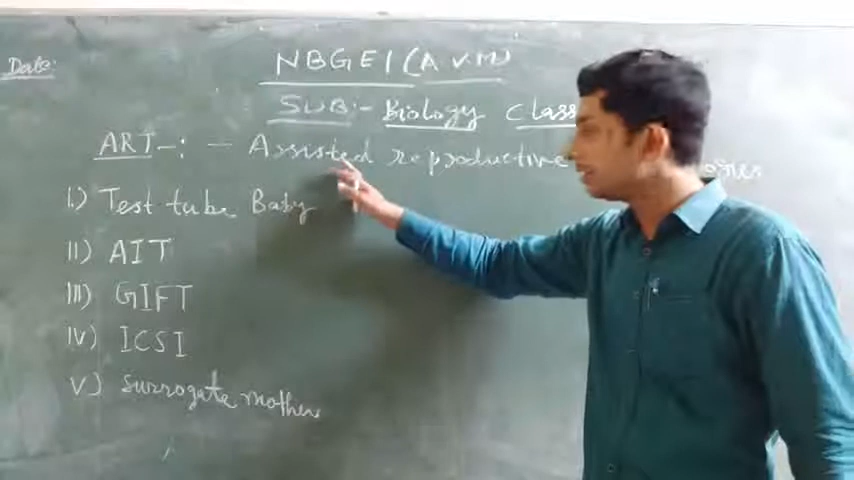 Date:
NBGEI (A V.M)
SUB:- Biology class
ART-: - Assisted reproductive
I.) Test tube Baby
II) AIT
III) GIFT
IV) ICSI
V) Surrogate mother